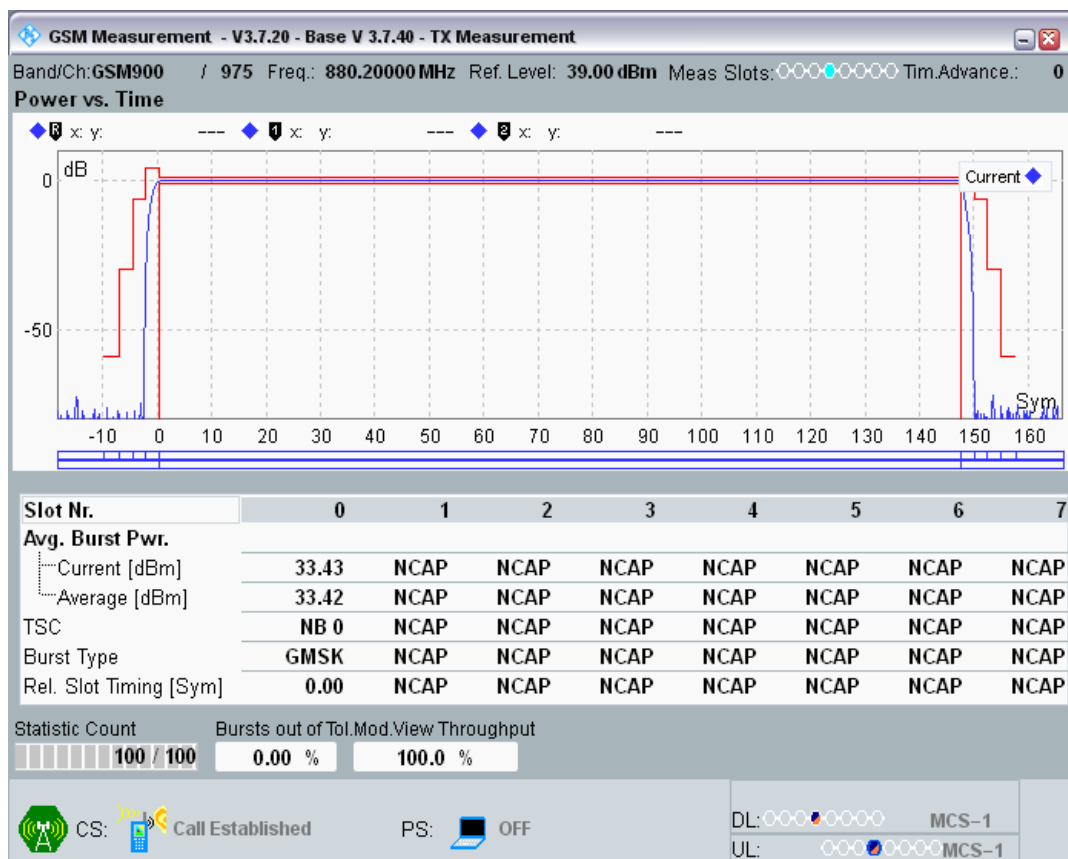 GSM Measurement - V3.7.20 - Base V 3.7.40 - TX Measurement
Band/Ch:GSM900 / 975 Freq.: 880.20000 MHz Ref. Level: 39.00 dBm Meas Slots: Tim.Advance.: 0
Power vs. Time
R x: y: --- 1 x: y: --- 2 x: y: ---
dB
Current
0
-50
Sym
-10 0 10 20 30 40 50 60 70 80 90 100 110 120 130 140 150 160
Slot Nr. 0 1 2 3 4 5 6 7
Avg. Burst Pwr.
Current [dBm] 33.43 NCAP NCAP NCAP NCAP NCAP NCAP NCAP
Average [dBm] 33.42 NCAP NCAP NCAP NCAP NCAP NCAP NCAP
TSC NB 0 NCAP NCAP NCAP NCAP NCAP NCAP NCAP
Burst Type GMSK NCAP NCAP NCAP NCAP NCAP NCAP NCAP
Rel. Slot Timing [Sym] 0.00 NCAP NCAP NCAP NCAP NCAP NCAP NCAP
Statistic Count Bursts out of Tol. Mod.View Throughput
100 / 100 0.00 % 100.0 %
CS: Call Established PS: OFF DL: MCS-1
UL: MCS-1